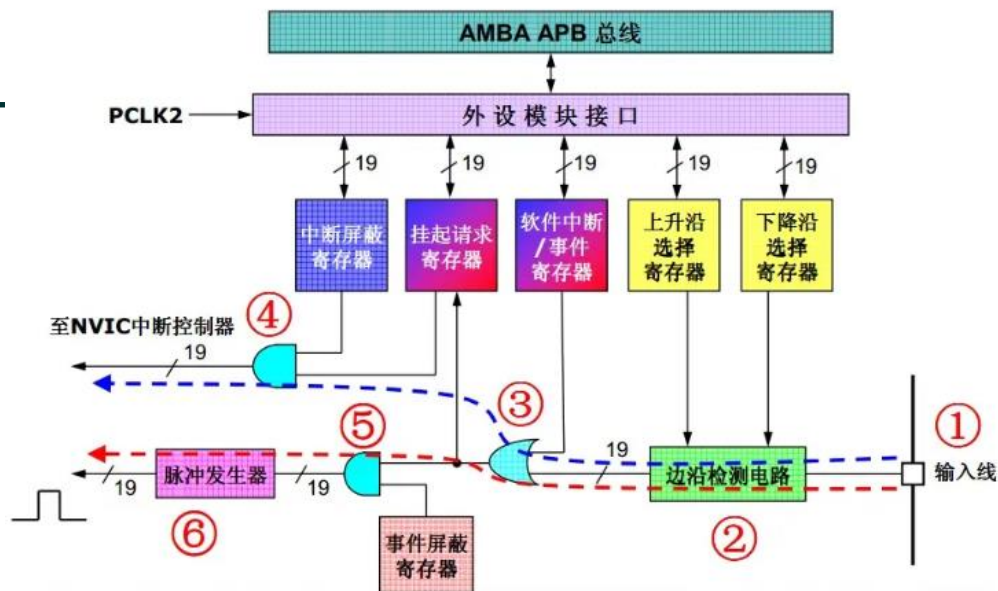 AMBA APB 总线
PCLK2
外设模块接口
19
19
19
19
19
中断屏蔽
寄存器
挂起请求
寄存器
软件中断
/事件
寄存器
上升沿
选择
寄存器
下降沿
选择
寄存器
④
至NVIC中断控制器
19
③
①
⑤
19
输入线
脉冲发生器
边沿检测电路
19
19
⑥
②
事件屏蔽
寄存器